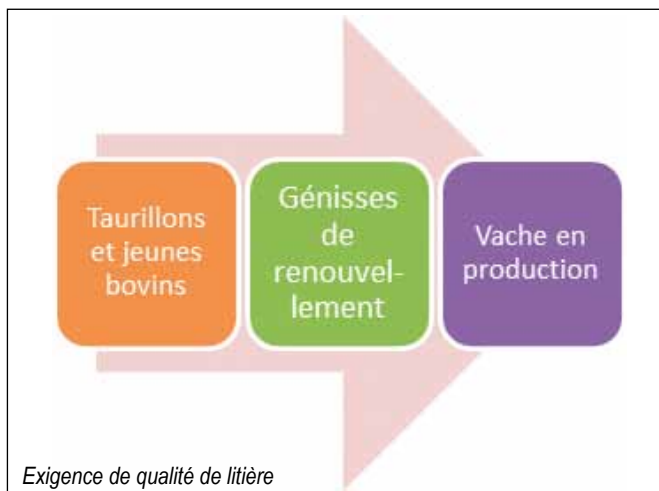 Taurillons
et jeunes
bovins
Génisses
de
renouvel-
lement
Vache en
production
Exigence de qualité de litière